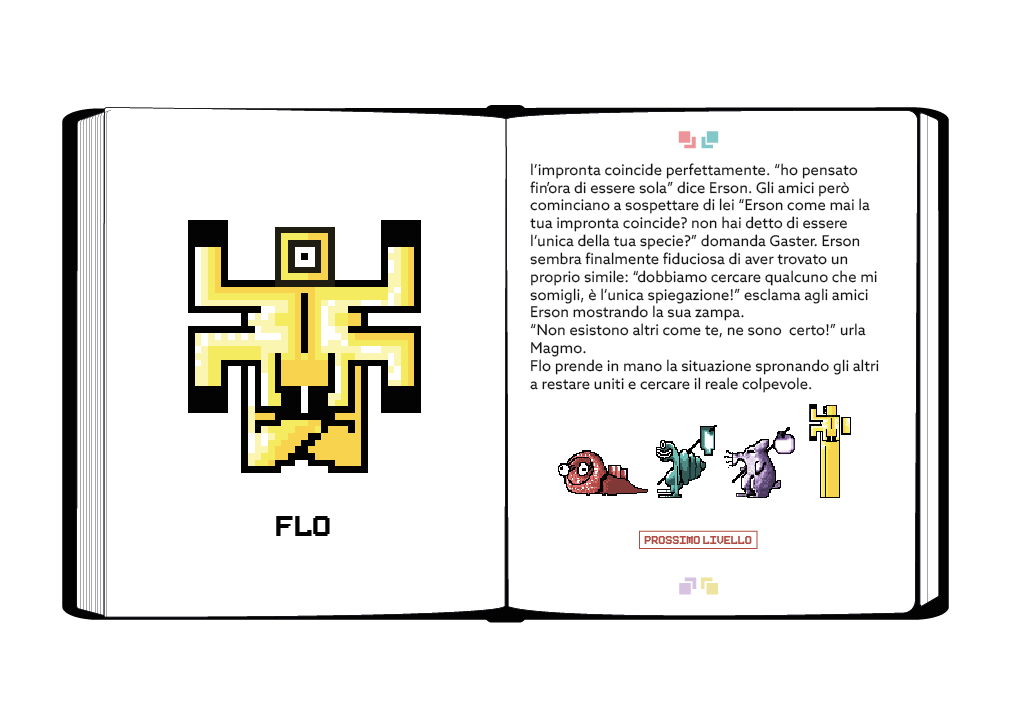 FLO
l'impronta coincide perfettamente. “ho pensato
fin'ora di essere sola” dice Erson. Gli amici però
cominciano a sospettare di lei “Erson come mai la
tua impronta coincide? non hai detto di essere
l'unica della tua specie?” domanda Gaster. Erson
sembra finalmente fiduciosa di aver trovato un
proprio simile: “dobbiamo cercare qualcuno che mi
somigli, è l'unica spiegazione!” esclama agli amici
Erson mostrando la sua zampa.
“Non esistono altri come te, ne sono  certo!” urla
Magmo.
Flo prende in mano la situazione spronando gli altri
a restare uniti e cercare il reale colpevole.
PROSSIMO LIVELLO